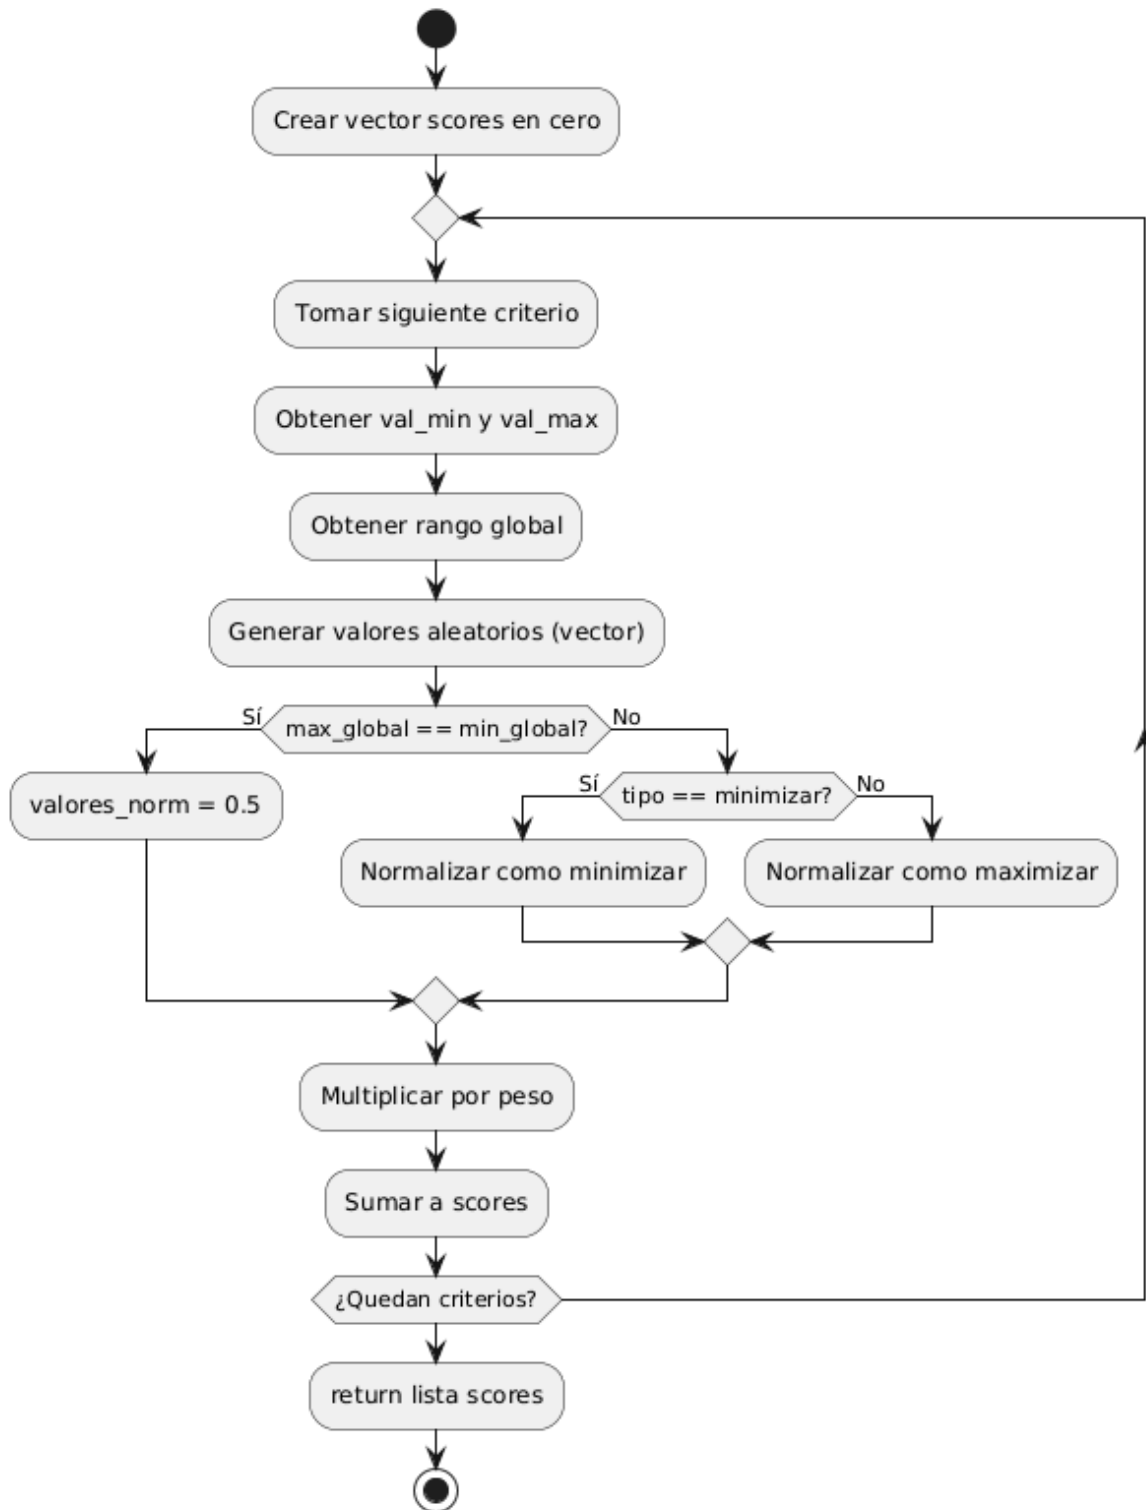 Crear vector scores en cero
Tomar siguiente criterio
Obtener val_min y val_max
Obtener rango global
Generar valores aleatorios (vector)
Sí
max_global == min_global?
No
valores_norm = 0.5
Sí
tipo == minimizar?
No
Normalizar como minimizar
Normalizar como maximizar
Multiplicar por peso
Sumar a scores
¿Quedan criterios?
return lista scores